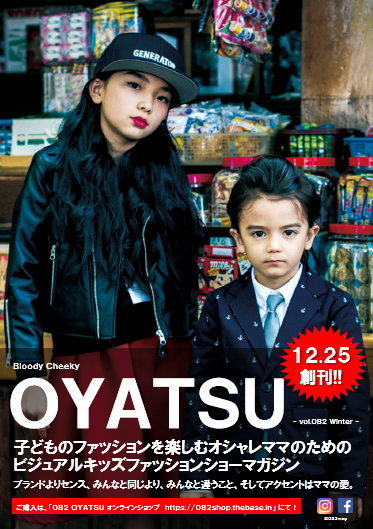 GENERATOR
Bloody Cheeky
OYATSU
12.25
創刊!!
- vol.082 Winter -
子どものファッションを楽しむオシャレママのための
ビジュアルキッズファッションショーマガジン
ブランドよりセンス、みんなと同じより、みんなと違うこと、そしてアクセントはママの愛。
ご購入は、「082 OYATSU オンラインショップ https://082shop.thebase.in」にて!
@082mag